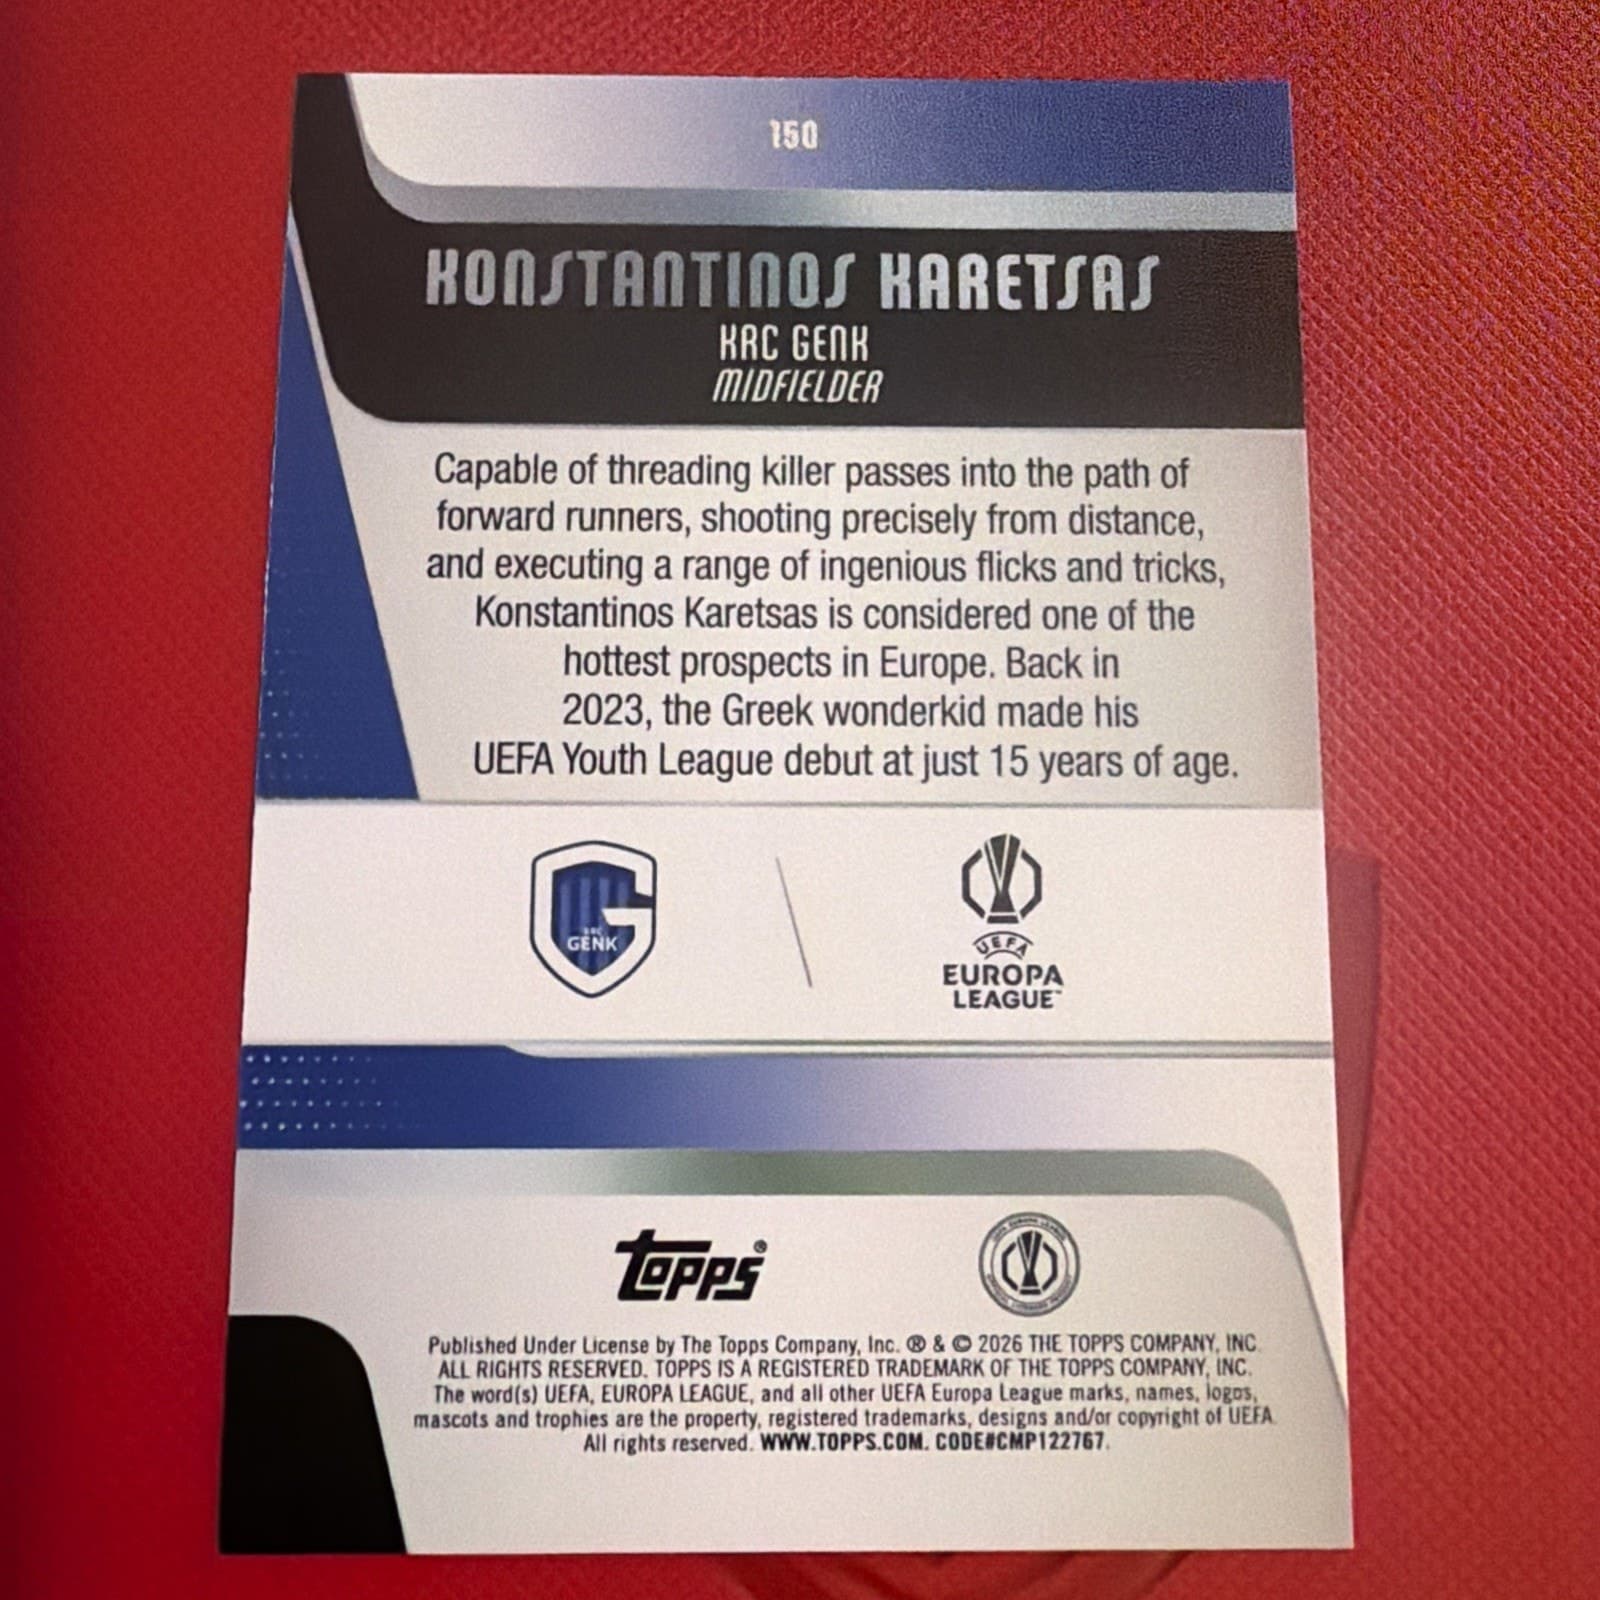 150
KONSTANTINOS KARETSAS
KRC GENK
MIDFIELDER
Capable of threading killer passes into the path of
forward runners, shooting precisely from distance,
and executing a range of ingenious flicks and tricks,
Konstantinos Karetsas is considered one of the
hottest prospects in Europe. Back in
2023, the Greek wonderkid made his
UEFA Youth League debut at just 15 years of age.
KRC
GENK
UEFA
EUROPA
LEAGUE™
topps®
Published Under License by The Topps Company, Inc. ® & © 2026 THE TOPPS COMPANY, INC.
ALL RIGHTS RESERVED. TOPPS IS A REGISTERED TRADEMARK OF THE TOPPS COMPANY, INC.
The word(s) UEFA, EUROPA LEAGUE, and all other UEFA Europa League marks, names, logos,
mascots and trophies are the property, registered trademarks, designs and/or copyright of UEFA.
All rights reserved. WWW.TOPPS.COM. CODE#CMP122767.